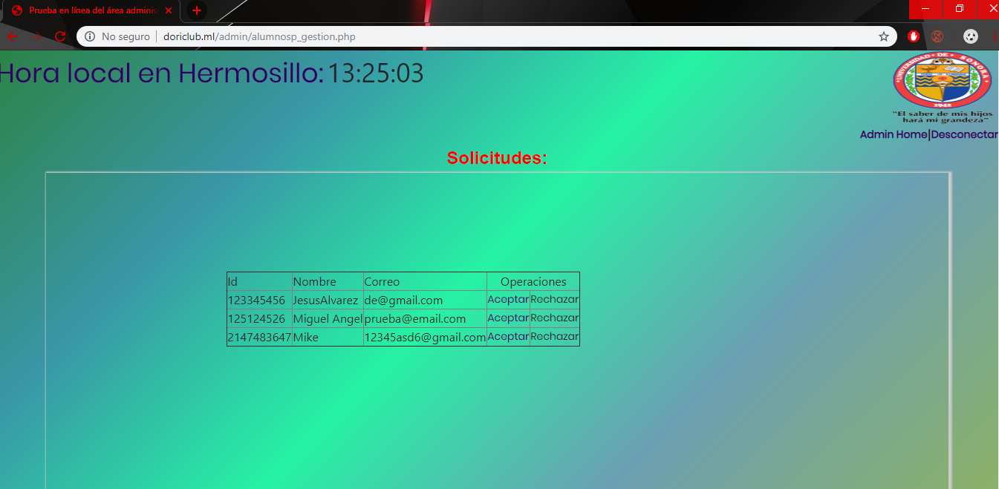 Prueba en línea del área adminis
No seguro | doriclub.ml/admin/alumnosp_gestion.php
Hora local en Hermosillo: 13:25:03
UNIVERSIDAD DE SONORA
1942
"El saber de mis hijos
hará mi grandeza"
Admin Home|Desconectar
Solicitudes:
Id Nombre Correo Operaciones
123345456 JesusAlvarez de@gmail.com Aceptar Rechazar
125124526 Miguel Angel prueba@email.com Aceptar Rechazar
2147483647 Mike 12345asd6@gmail.com Aceptar Rechazar